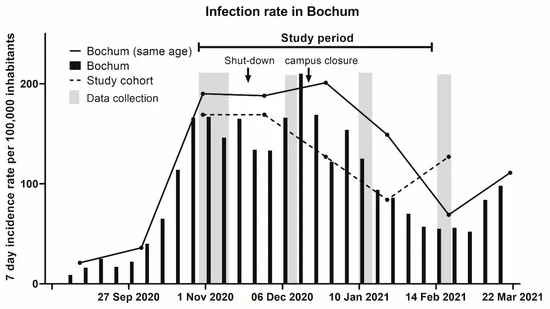 Infection rate in Bochum
Study period
Bochum (same age)
Bochum
Study cohort
Data collection
Shut-down
campus closure
7 day incidence rate per 100,000 inhabitants
200
100
0
27 Sep 2020
1 Nov 2020
06 Dec 2020
10 Jan 2021
14 Feb 2021
22 Mar 2021